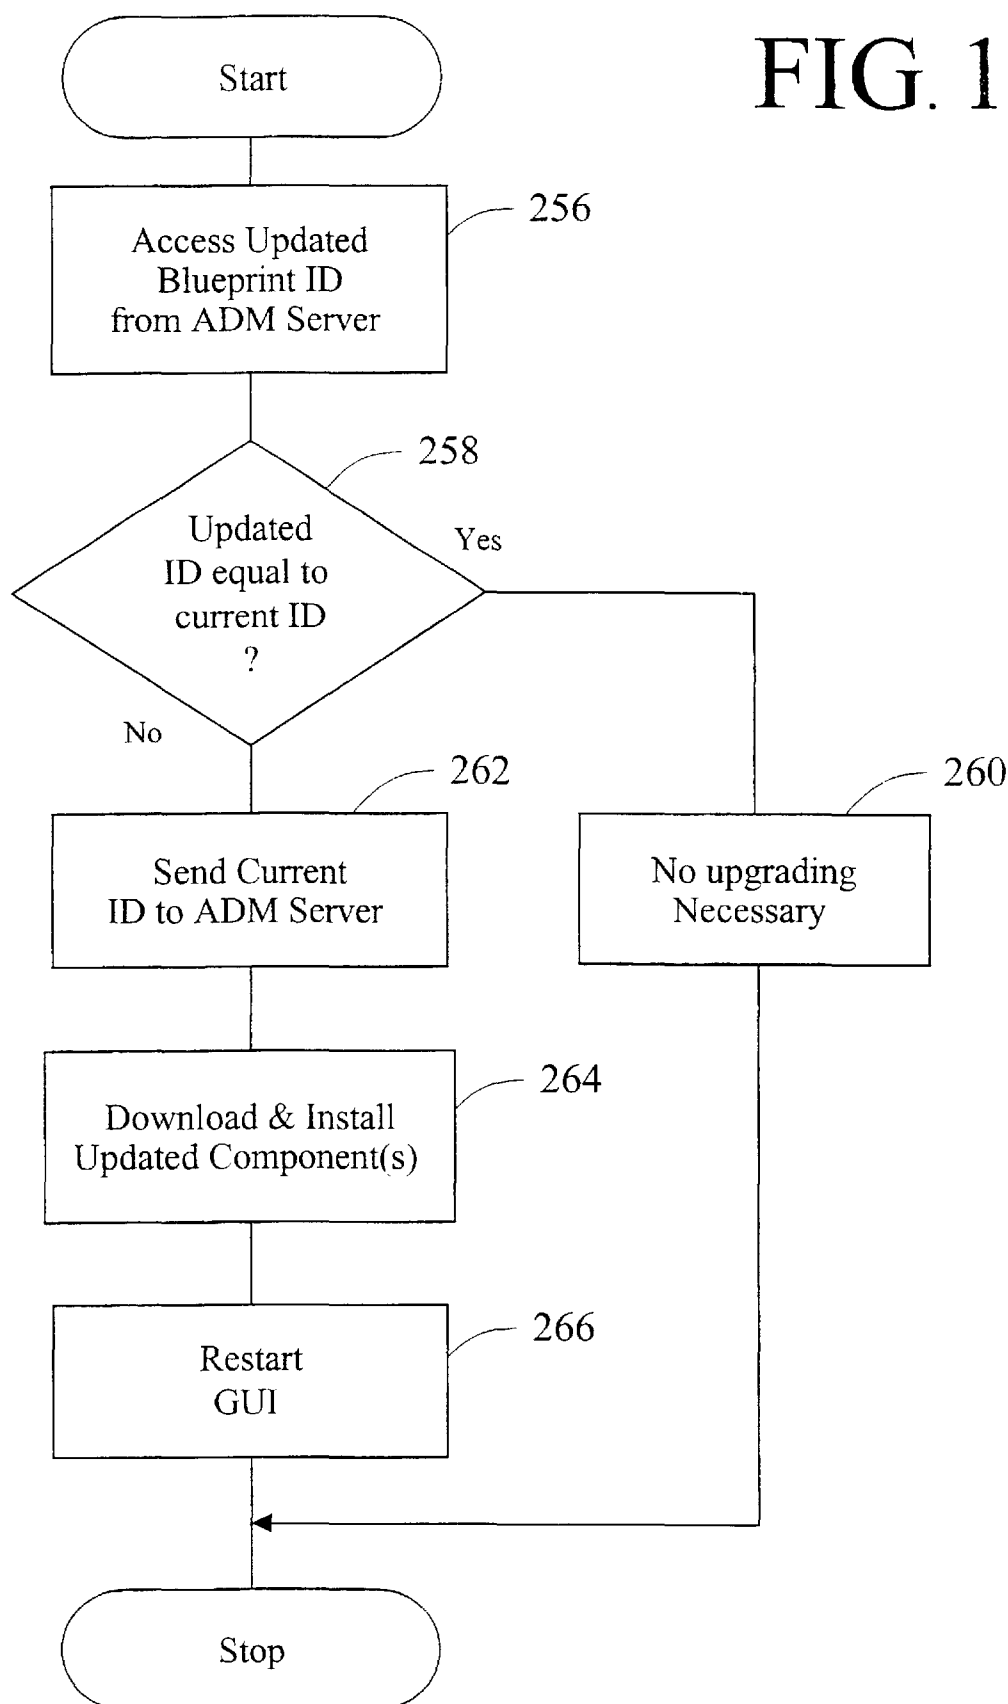 FIG. 1
Start
256
Access Updated
Blueprint ID
from ADM Server
258
Updated
ID equal to
current ID
?
Yes
No
262
Send Current
ID to ADM Server
260
No upgrading
Necessary
264
Download & Install
Updated Component(s)
266
Restart
GUI
Stop